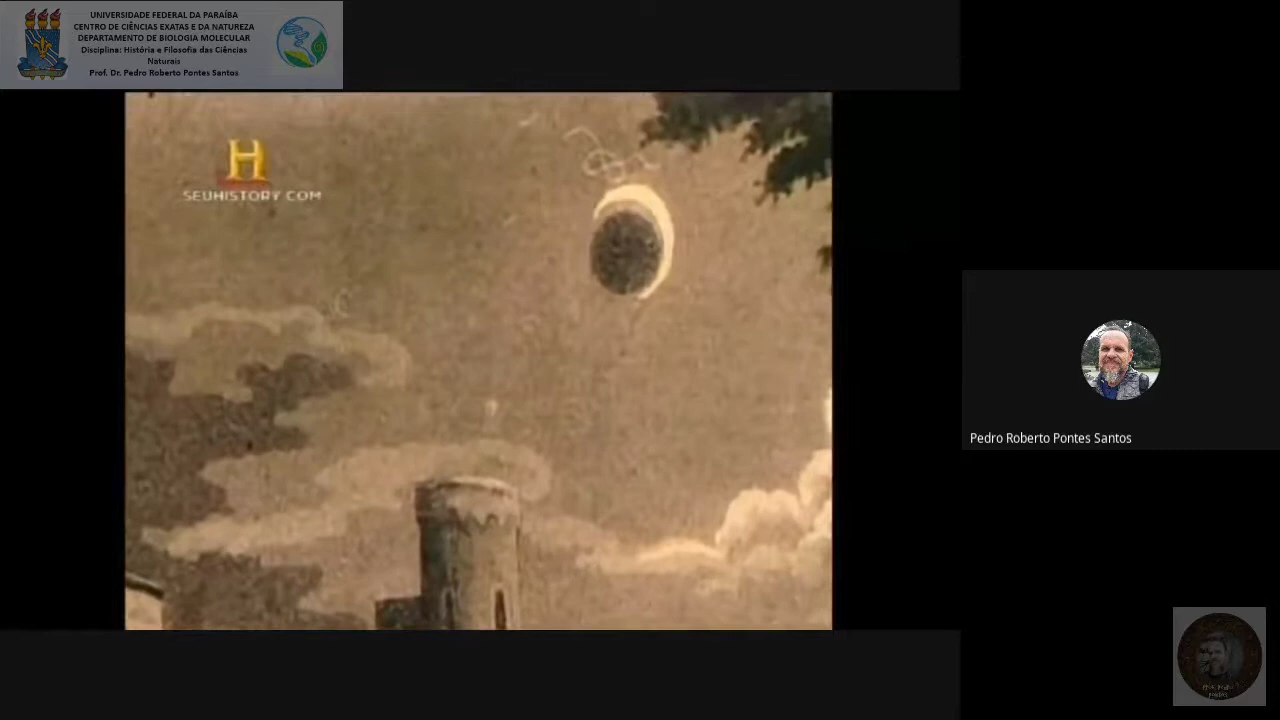 UNIVERSIDADE FEDERAL DA PARAÍBA
CENTRO DE CIÊNCIAS EXATAS E DA NATUREZA
DEPARTAMENTO DE BIOLOGIA MOLECULAR
Disciplina: História e Filosofia das Ciências
Naturais
Prof. Dr. Pedro Roberto Pontes Santos
H
SEUHISTORY.COM
Pedro Roberto Pontes Santos